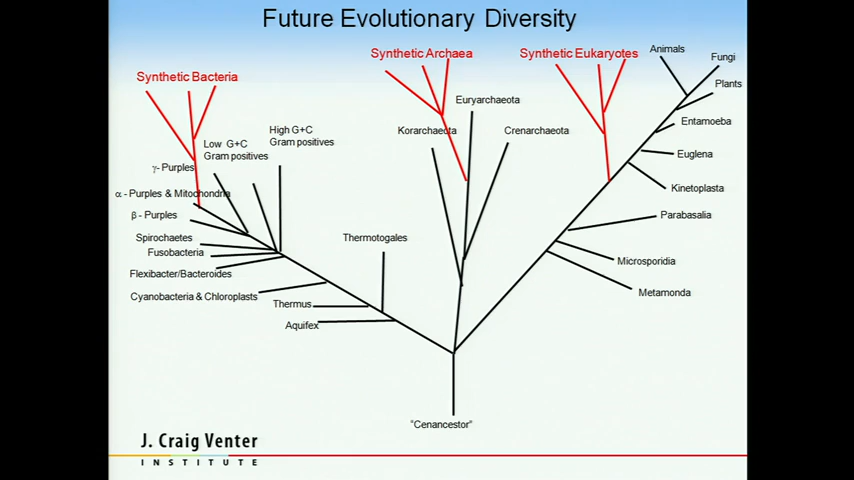 Future Evolutionary Diversity
Synthetic Bacteria
Synthetic Archaea
Synthetic Eukaryotes
Animals
Fungi
Plants
Entamoeba
Euglena
Kinetoplasta
Parabasalia
Microsporidia
Metamonda
Euryarchaeota
Korarchaeota
Crenarchaeota
High G+C
Gram positives
Low G+C
Gram positives
γ- Purples
α - Purples & Mitochondria
β - Purples
Spirochaetes
Fusobacteria
Flexibacter/Bacteroides
Cyanobacteria & Chloroplasts
Thermotogales
Thermus
Aquifex
"Cenancestor"
J. Craig Venter
INSTITUTE